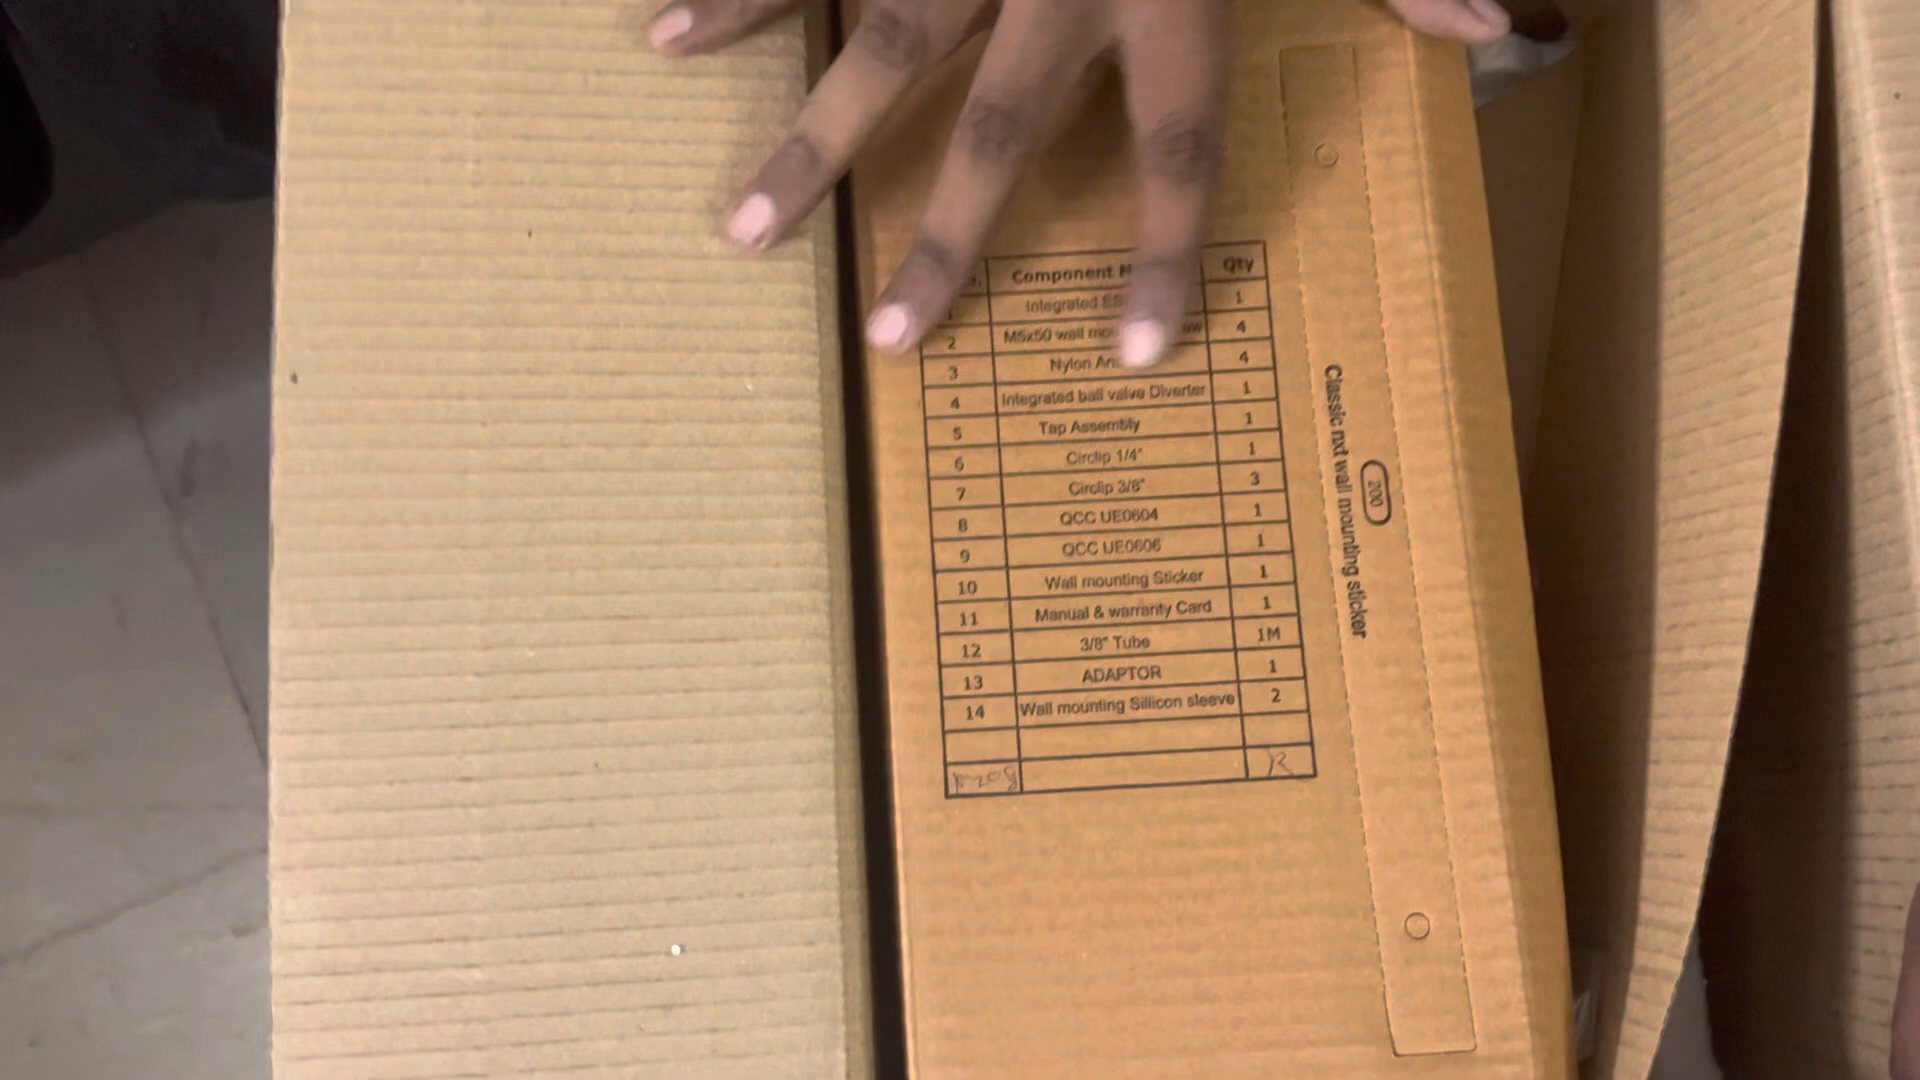 Component Qty
1 Integrated 1
2 M5x50 wall 4
3 Nylon 4
4 Integrated ball valve Diverter 1
5 Tap Assembly 1
6 Circlip 1/4" 1
7 Circlip 3/8" 3
8 QCC UE0604 1
9 QCC UE0606 1
10 Wall mounting Sticker 1
11 Manual & warranty Card 1
12 3/8" Tube 1M
13 ADAPTOR 1
14 Wall mounting Sillicon sleeve 2
200
Classic nxt wall mounting sticker